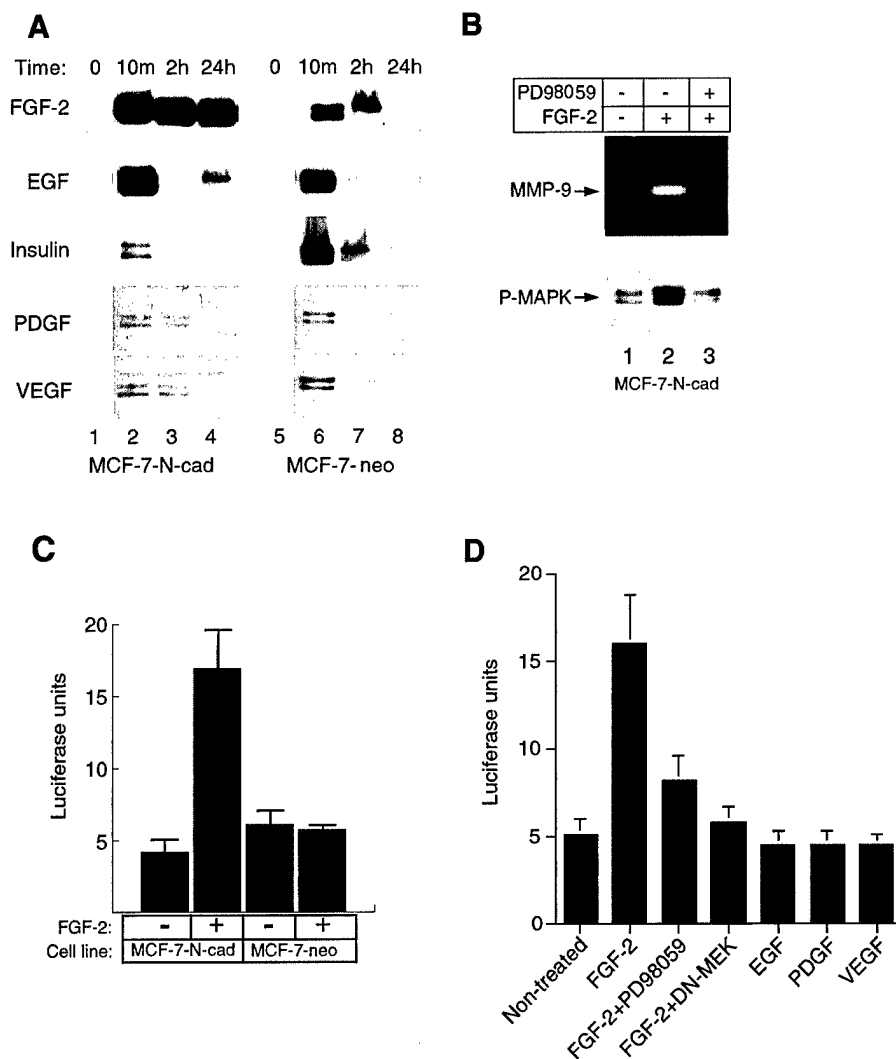 A
Time: 0 10m 2h 24h 0 10m 2h 24h
FGF-2
EGF
Insulin
PDGF
VEGF
1 2 3 4 5 6 7 8
MCF-7-N-cad MCF-7-neo
B
PD98059 - - +
FGF-2 - + +
MMP-9
P-MAPK
1 2 3
MCF-7-N-cad
C
Luciferase units
20
15
10
5
FGF-2: - + - +
Cell line: MCF-7-N-cad MCF-7-neo
D
Luciferase units
20
15
10
5
0
Non-treated
FGF-2
FGF-2+PD98059
FGF-2+DN-MEK
EGF
PDGF
VEGF